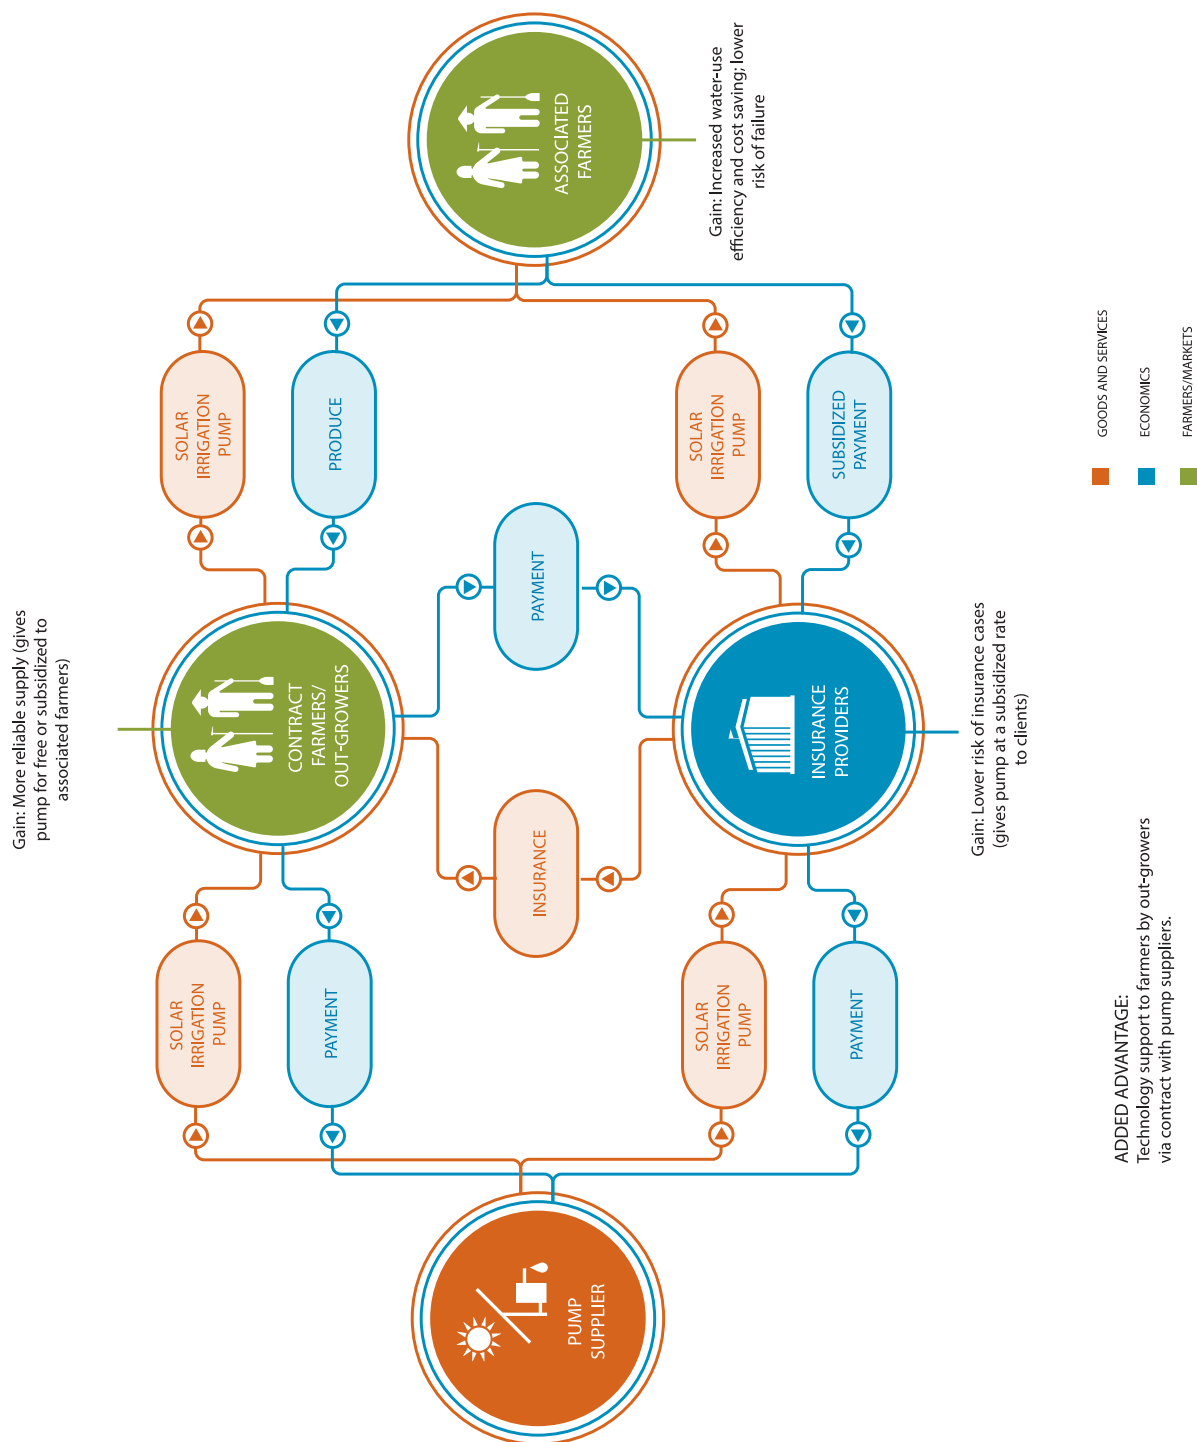 Gain: More reliable supply (gives
pump for free or subsidized to
associated farmers)
PUMP
SUPPLIER
SOLAR
IRRIGATION
PUMP
PAYMENT
SOLAR
IRRIGATION
PUMP
PAYMENT
CONTRACT
FARMERS/
OUT-GROWERS
INSURANCE
PAYMENT
INSURANCE
PROVIDERS
Gain: Lower risk of insurance cases
(gives pump at a subsidized rate
to clients)
SOLAR
IRRIGATION
PUMP
PRODUCE
SOLAR
IRRIGATION
PUMP
SUBSIDIZED
PAYMENT
ASSOCIATED
FARMERS
Gain: Increased water-use
efficiency and cost saving; lower
risk of failure
ADDED ADVANTAGE:
Technology support to farmers by out-growers
via contract with pump suppliers.
GOODS AND SERVICES
ECONOMICS
FARMERS/MARKETS